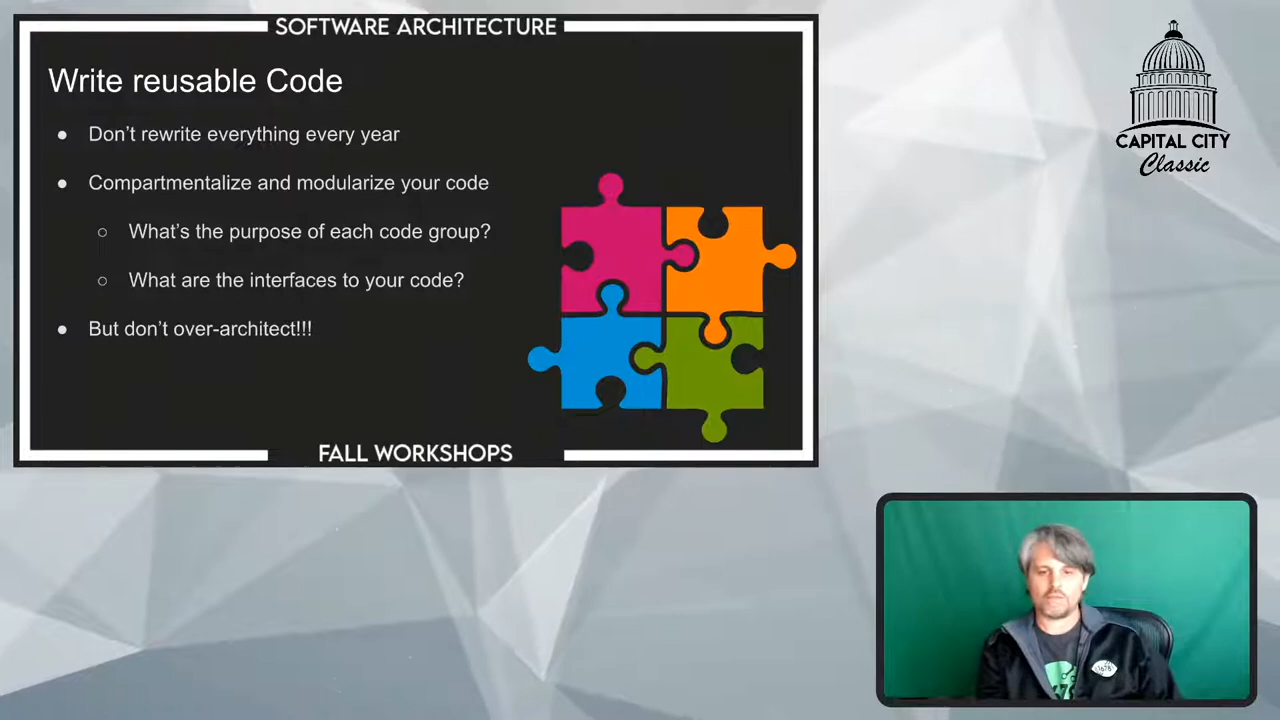 SOFTWARE ARCHITECTURE
Write reusable Code
● Don’t rewrite everything every year
● Compartmentalize and modularize your code
○ What’s the purpose of each code group?
○ What are the interfaces to your code?
● But don’t over-architect!!!
FALL WORKSHOPS
CAPITAL CITY
Classic